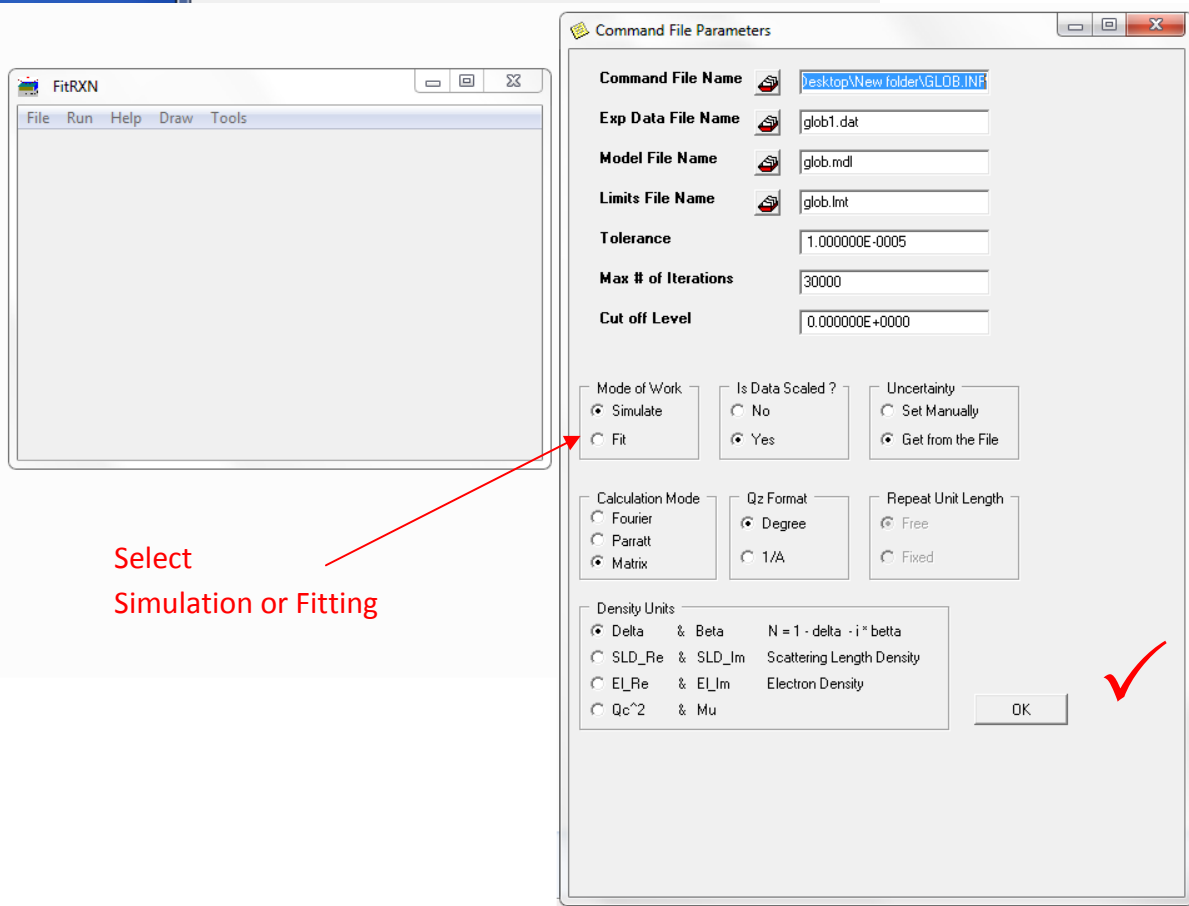 FitRXN
File Run Help Draw Tools
Select
Simulation or Fitting
Command File Parameters
Command File Name Desktop\New folder\GLOB.INF
Exp Data File Name glob1.dat
Model File Name glob.mdl
Limits File Name glob.lmt
Tolerance 1.000000E-0005
Max # of Iterations 30000
Cut off Level 0.000000E+0000
Mode of Work Is Data Scaled ? Uncertainty
Simulate No Set Manually
Fit Yes Get from the File
Calculation Mode Qz Format Repeat Unit Length
Fourier Degree Free
Parratt
Matrix 1/A Fixed
Density Units
Delta & Beta N = 1 - delta - i * betta
SLD_Re & SLD_Im Scattering Length Density
El_Re & El_Im Electron Density
Qc^2 & Mu
OK